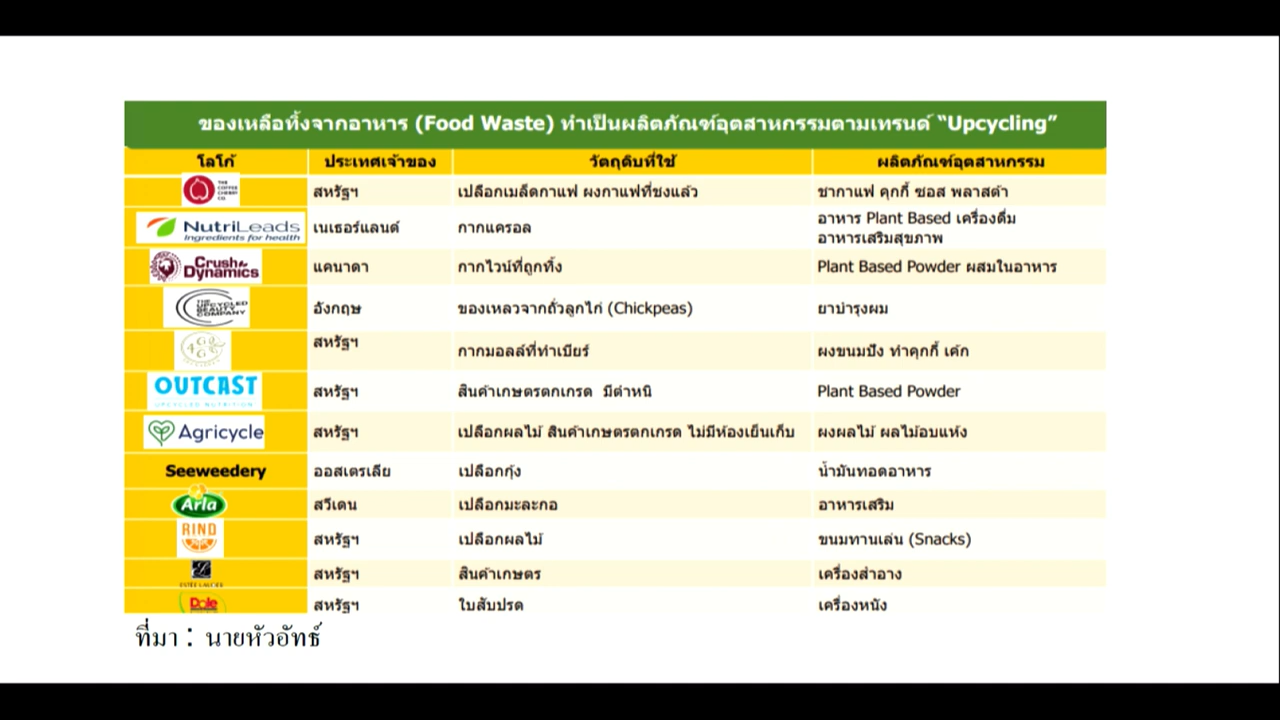 ของเหลือทิ้งจากอาหาร (Food Waste) ทำเป็นผลิตภัณฑ์อุตสาหกรรมตามเทรนด์ “Upcycling”
โลโก้ ประเทศเจ้าของ วัตถุดิบที่ใช้ ผลิตภัณฑ์อุตสาหกรรม
THE COFFEE CHERRY CO. สหรัฐฯ เปลือกเมล็ดกาแฟ ผงกาแฟที่ชงแล้ว ชากาแฟ คุกกี้ ซอส พลาสต้า
NutriLeads Ingredients for health เนเธอร์แลนด์ กากแครอล อาหาร Plant Based เครื่องดื่ม
อาหารเสริมสุขภาพ
Crush Dynamics แคนาดา กากไวน์ที่ถูกทิ้ง Plant Based Powder ผสมในอาหาร
THE UPCYCLED BEAUTY COMPANY อังกฤษ ของเหลวจากถั่วลูกไก่ (Chickpeas) ยาบำรุงผม
สหรัฐฯ กากมอลล์ที่ทำเบียร์ ผงขนมปัง ทำคุกกี้ เค้ก
OUTCAST UPCYCLED NUTRITION สหรัฐฯ สินค้าเกษตรตกเกรด มีตำหนิ Plant Based Powder
Agricycle สหรัฐฯ เปลือกผลไม้ สินค้าเกษตรตกเกรด ไม่มีห้องเย็นเก็บ ผงผลไม้ ผลไม้อบแห้ง
Seeweedery ออสเตรเลีย เปลือกกุ้ง น้ำมันทอดอาหาร
Arla สวีเดน เปลือกมะละกอ อาหารเสริม
RIND สหรัฐฯ เปลือกผลไม้ ขนมทานเล่น (Snacks)
ESTEE LAUDER สหรัฐฯ สินค้าเกษตร เครื่องสำอาง
Dole สหรัฐฯ ใบสับปรด เครื่องหนัง
ที่มา : นายหัวอัทธ์